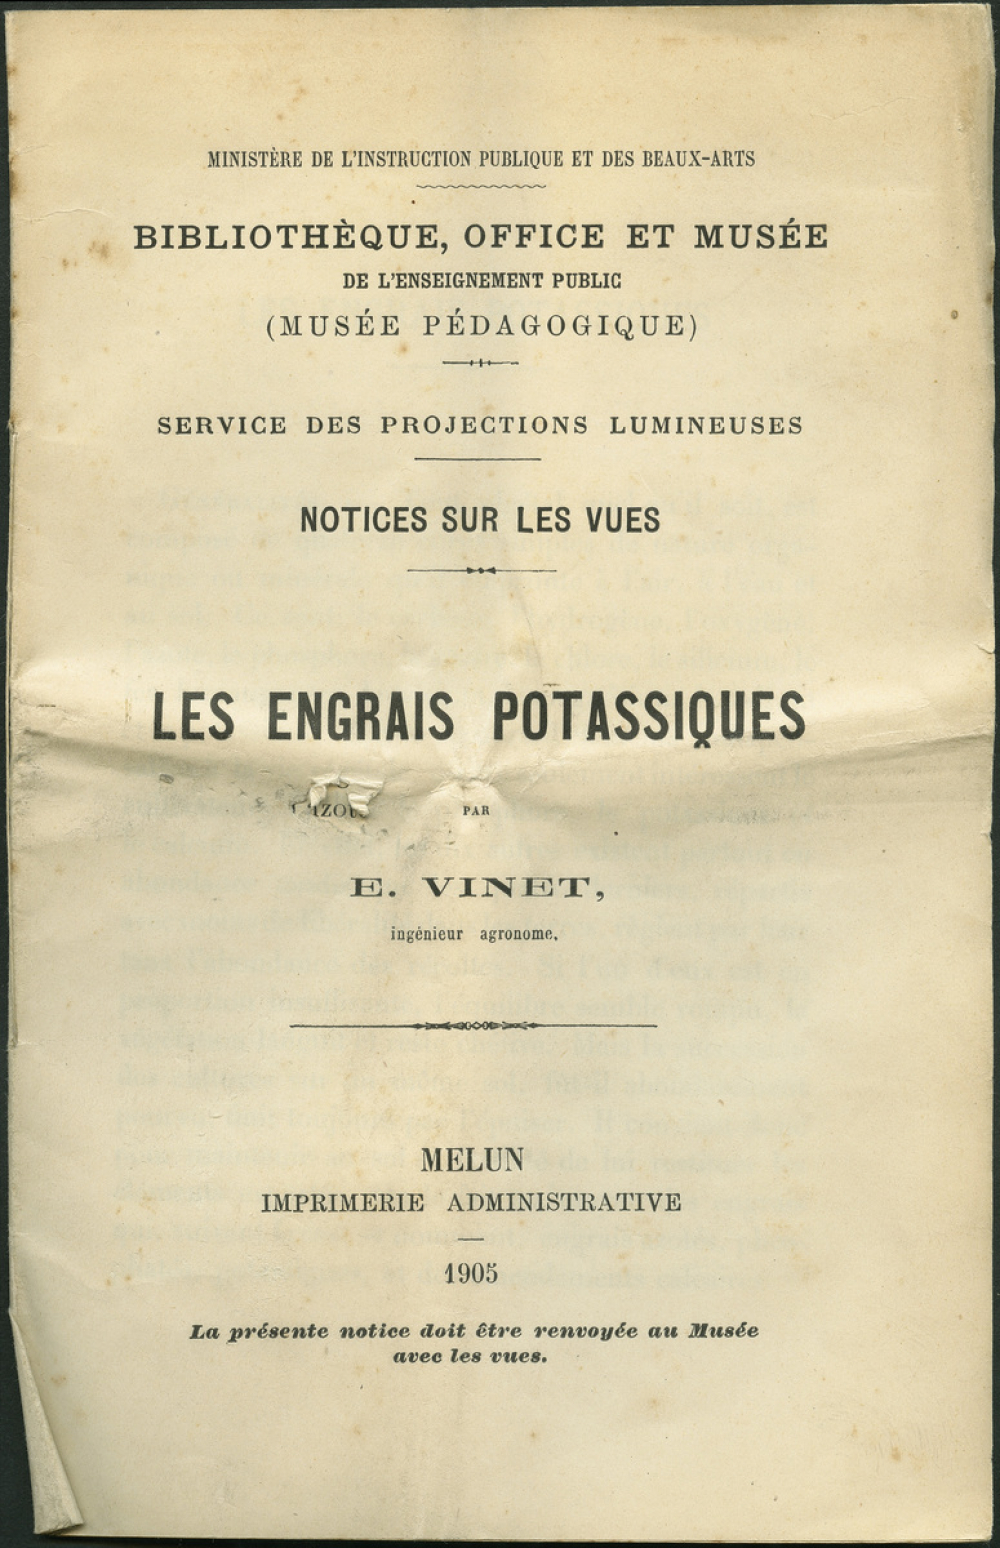 MINISTÈRE DE L'INSTRUCTION PUBLIQUE ET DES BEAUX-ARTS
BIBLIOTHÈQUE, OFFICE ET MUSÉE
DE L'ENSEIGNEMENT PUBLIC
(MUSÉE PÉDAGOGIQUE)
SERVICE DES PROJECTIONS LUMINEUSES
NOTICES SUR LES VUES
LES ENGRAIS POTASSIQUES
PAR
E. VINET,
ingénieur agronome.
MELUN
IMPRIMERIE ADMINISTRATIVE
1905
La présente notice doit être renvoyée au Musée
avec les vues.